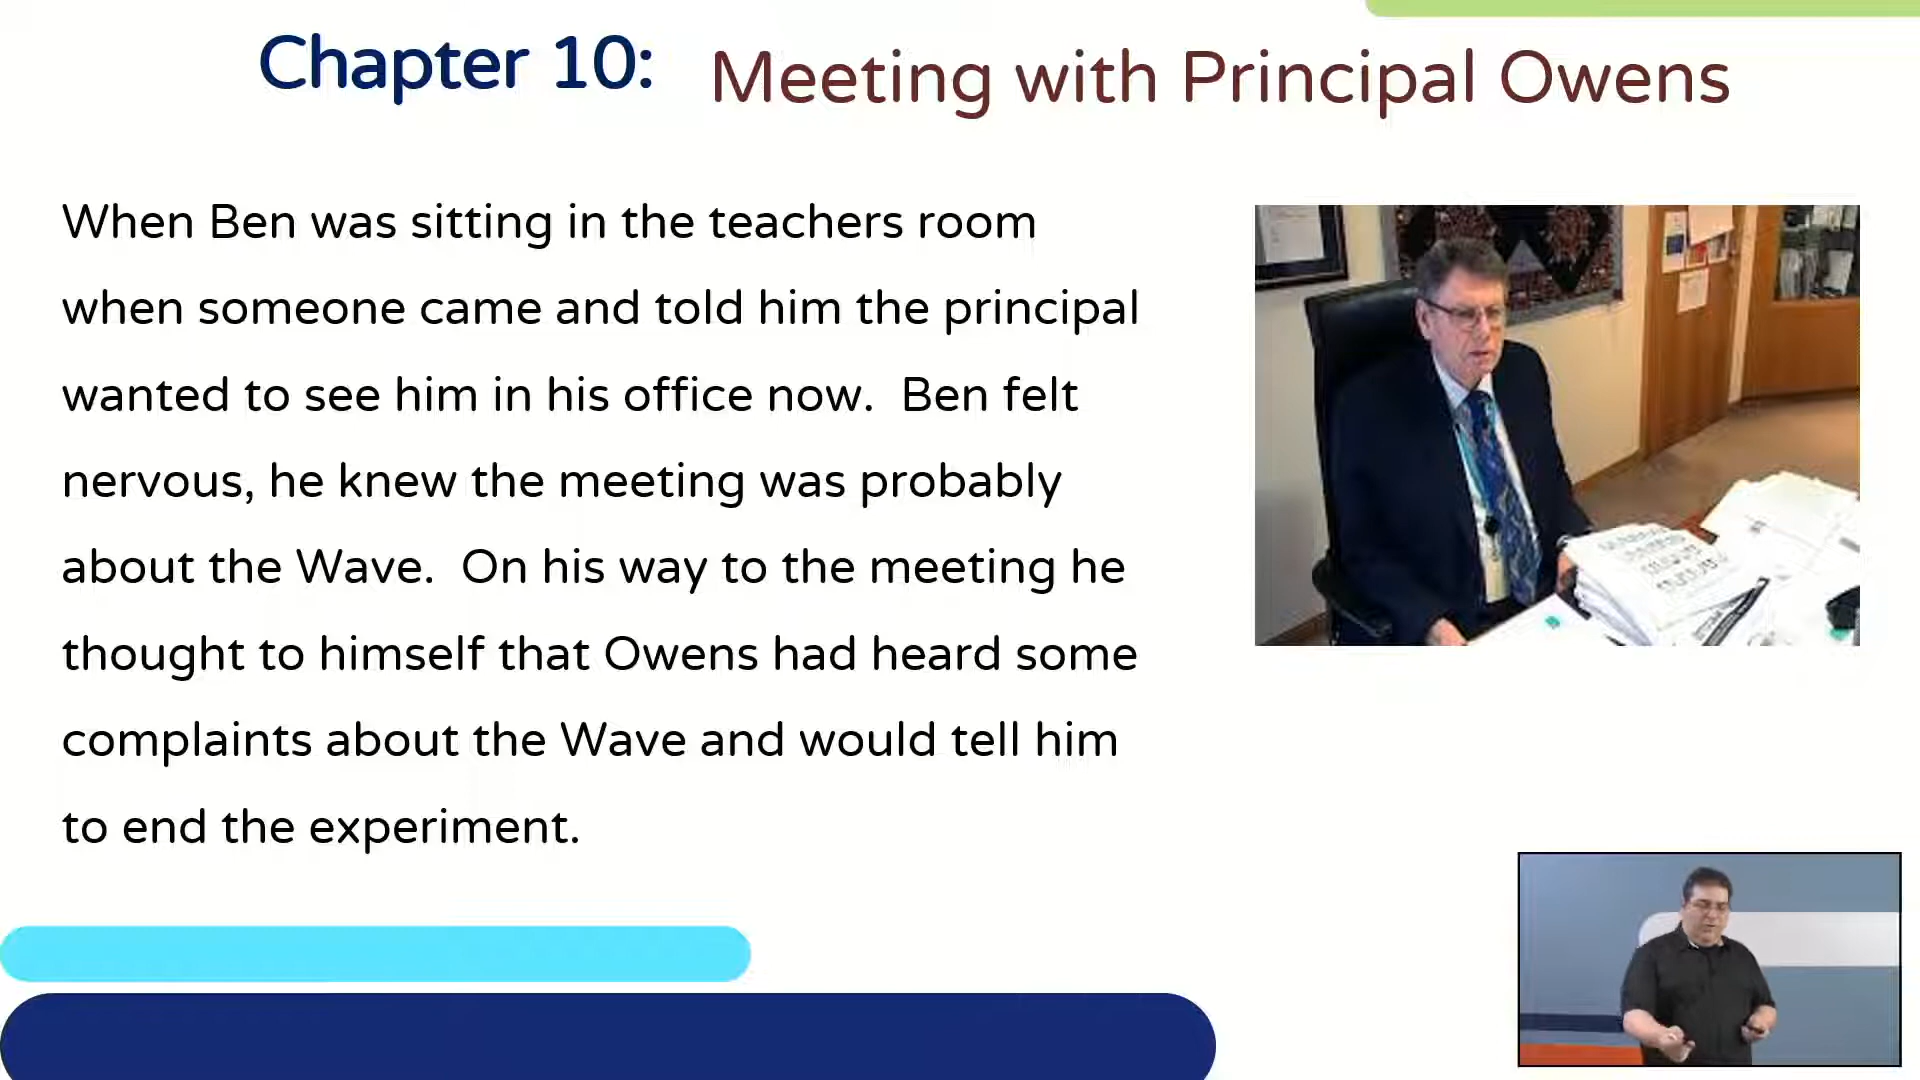 Chapter 10: Meeting with Principal Owens
When Ben was sitting in the teachers room
when someone came and told him the principal
wanted to see him in his office now.  Ben felt
nervous, he knew the meeting was probably
about the Wave.  On his way to the meeting he
thought to himself that Owens had heard some
complaints about the Wave and would tell him
to end the experiment.